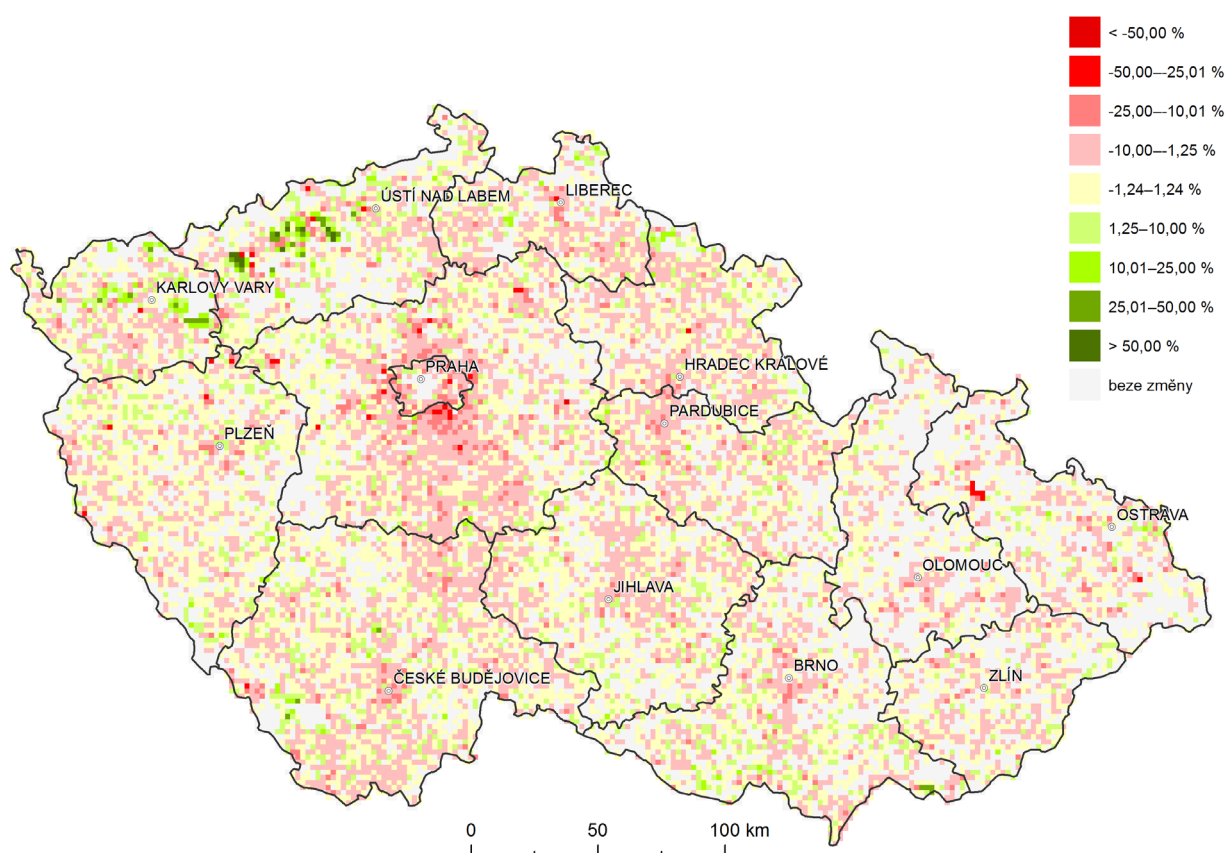 < -50,00 %
-50,00–-25,01 %
-25,00–-10,01 %
-10,00–-1,25 %
-1,24–1,24 %
1,25–10,00 %
10,01–25,00 %
25,01–50,00 %
> 50,00 %
beze změny
LIBEREC
ÚSTÍ NAD LABEM
KARLOVY VARY
PRAHA
HRADEC KRÁLOVÉ
PARDUBICE
PLZEŇ
OSTRAVA
OLOMOUC
JIHLAVA
BRNO
ZLÍN
ČESKÉ BUDĚJOVICE
0 50 100 km